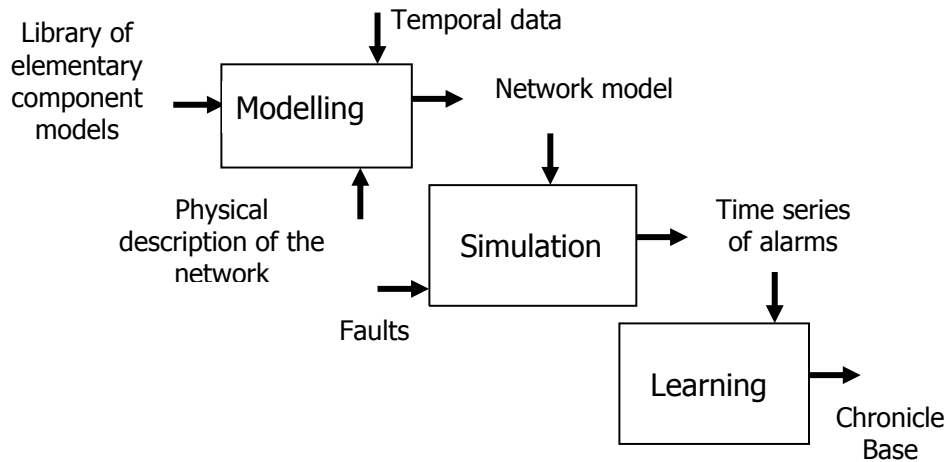 Temporal data
Library of
elementary
component
models
Modelling
Network model
Physical
description of the
network
Simulation
Time series
of alarms
Faults
Learning
Chronicle
Base